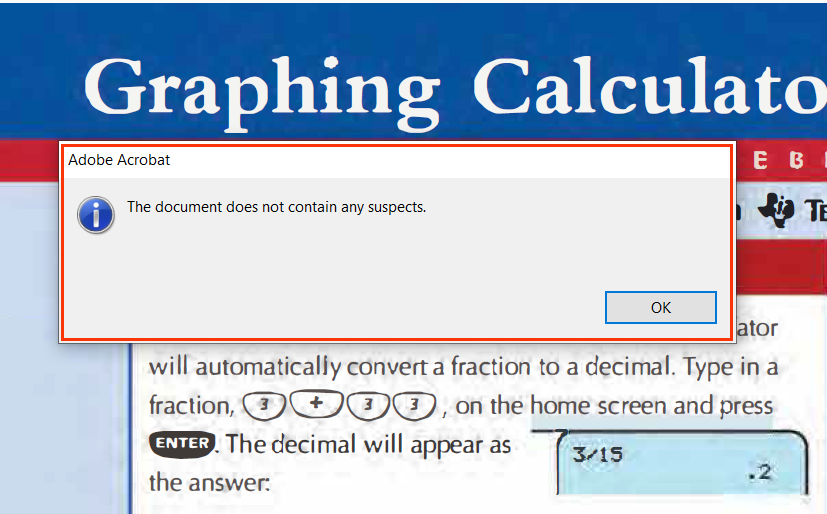 Graphing Calculato
Adobe Acrobat
E B
The document does not contain any suspects.
TE
OK
ator
will automatically convert a fraction to a decimal. Type in a
fraction, 3 + 3 3 , on the home screen and press
ENTER. The decimal will appear as
the answer:
3/15
.2